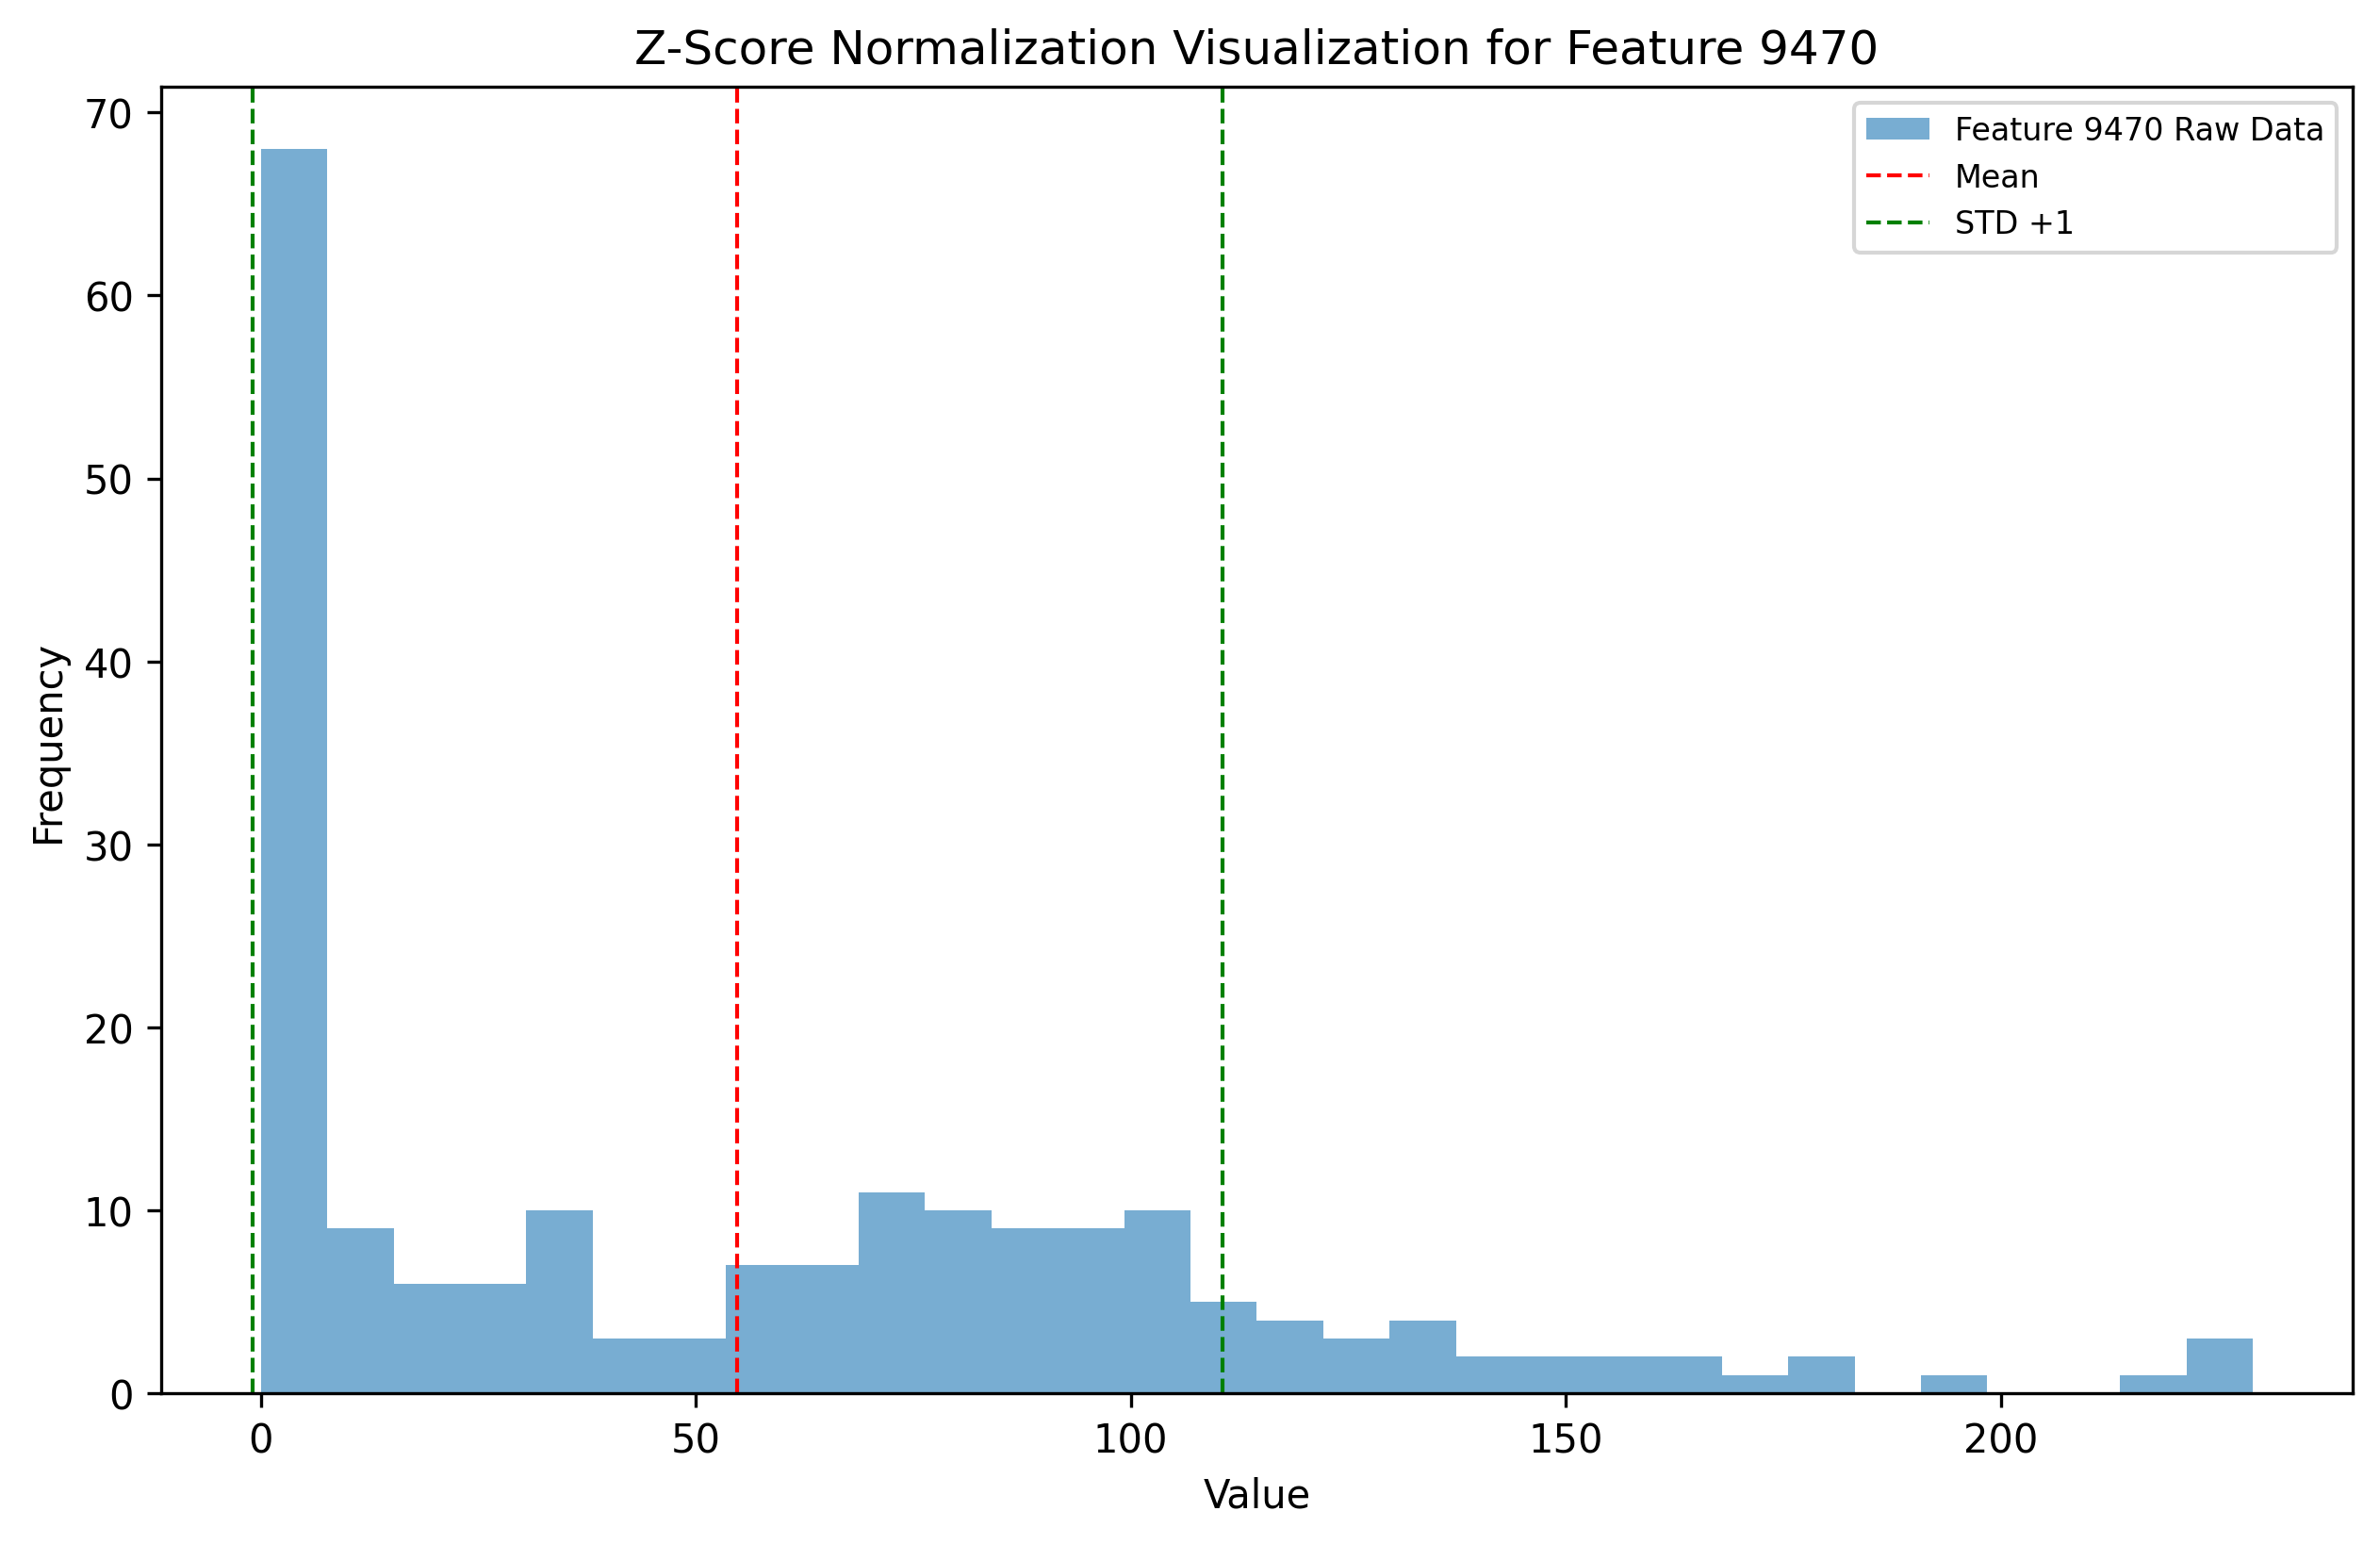 Z-Score Normalization Visualization for Feature 9470
Feature 9470 Raw Data
Mean
STD +1
Frequency
70
60
50
40
30
20
10
0
0 50 100 150 200
Value